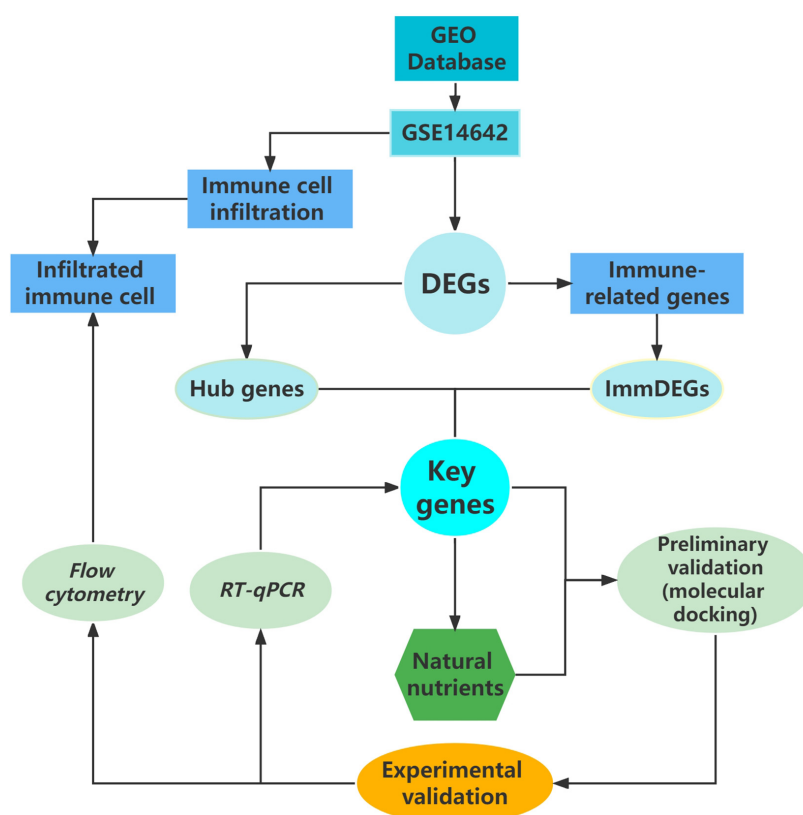 GEO
Database
GSE14642
Immune cell
infiltration
Infiltrated
immune cell
DEGs
Immune-
related genes
Hub genes
ImmDEGs
Key
genes
Flow
cytometry
RT-qPCR
Preliminary
validation
(molecular
docking)
Natural
nutrients
Experimental
validation